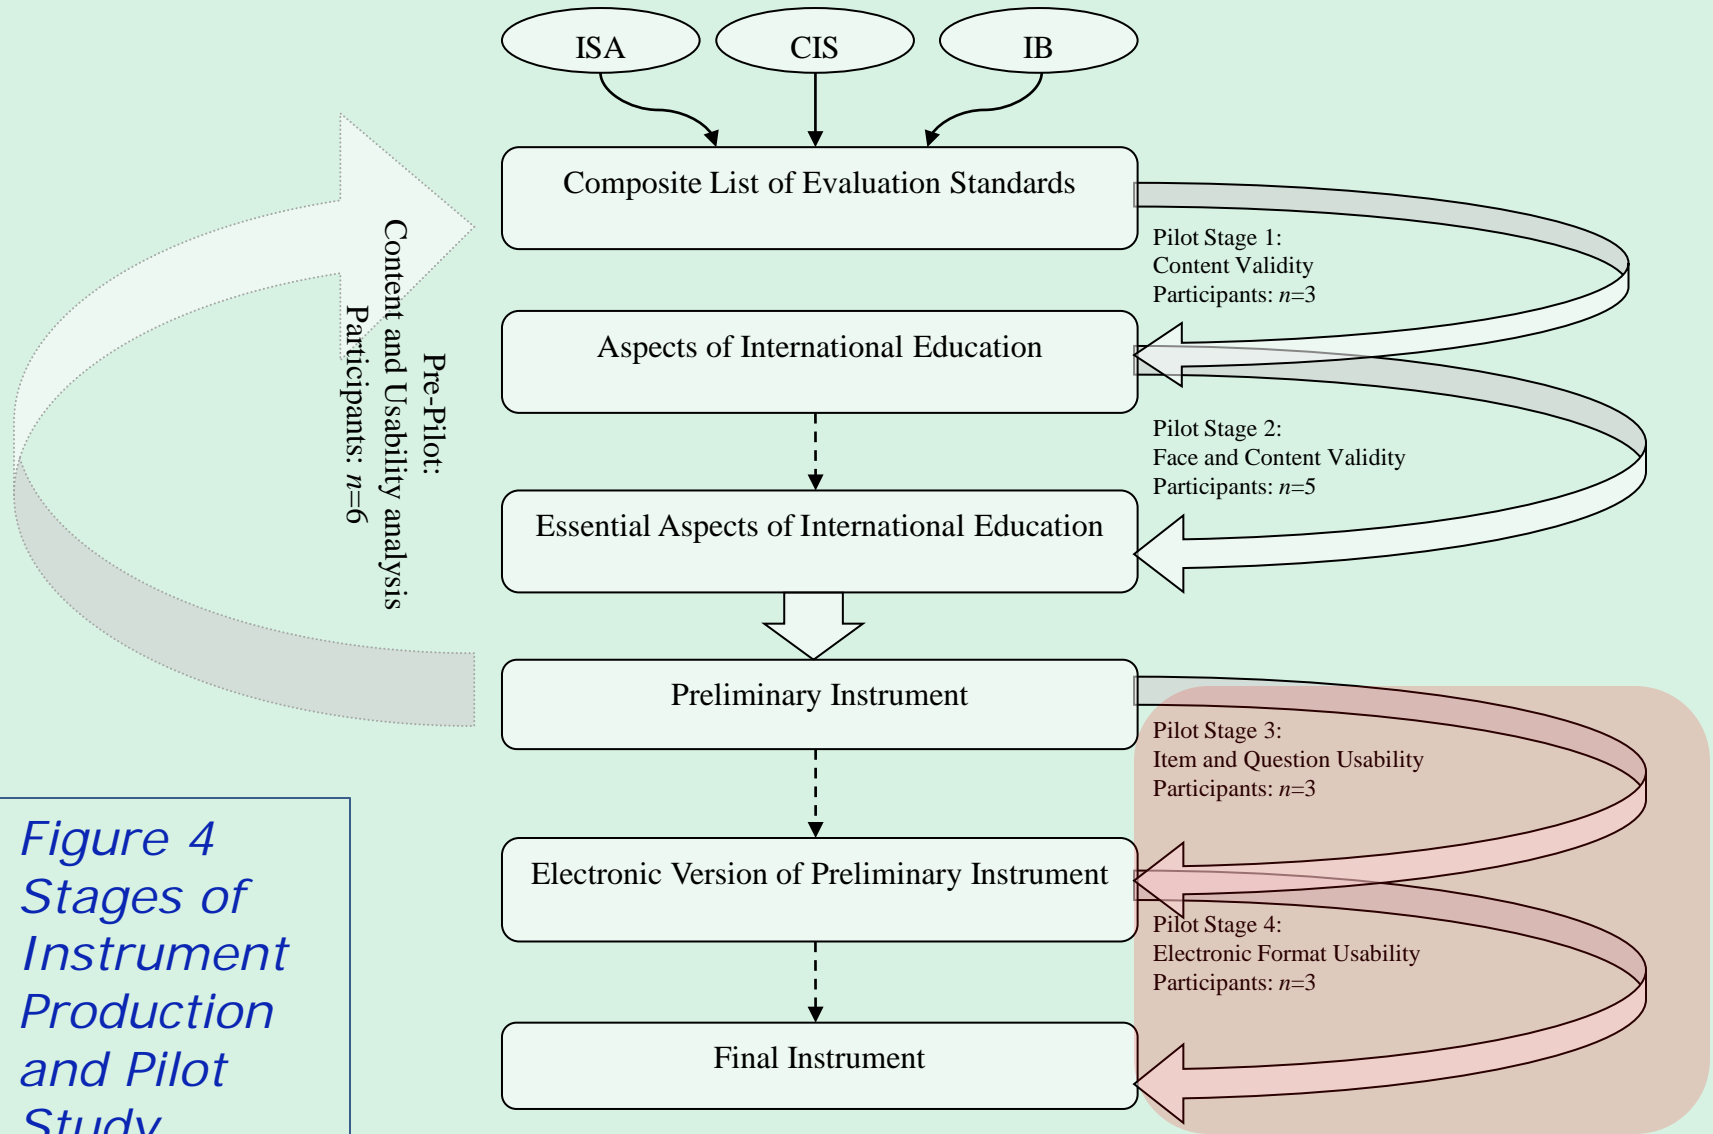 ISA
CIS
IB
Composite List of Evaluation Standards
Pilot Stage 1:
Content Validity
Participants: n=3
Pre-Pilot:
Content and Usability analysis
Participants: n=6
Aspects of International Education
Pilot Stage 2:
Face and Content Validity
Participants: n=5
Essential Aspects of International Education
Preliminary Instrument
Pilot Stage 3:
Item and Question Usability
Participants: n=3
Electronic Version of Preliminary Instrument
Pilot Stage 4:
Electronic Format Usability
Participants: n=3
Final Instrument
Figure 4
Stages of
Instrument
Production
and Pilot
Study